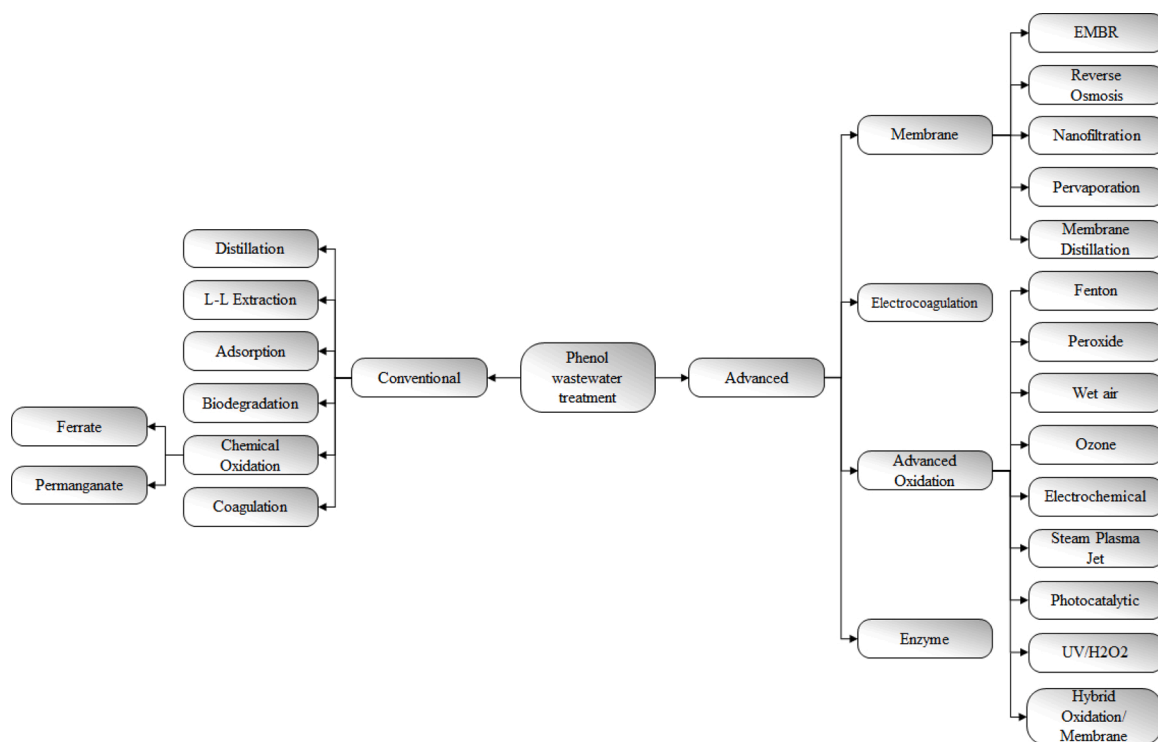 EMBR
Reverse
Osmosis
Membrane
Nanofiltration
Pervaporation
Membrane
Distillation
Distillation
L-L Extraction
Adsorption
Biodegradation
Chemical
Oxidation
Coagulation
Ferrate
Permanganate
Conventional
Phenol
wastewater
treatment
Advanced
Electrocoagulation
Advanced
Oxidation
Enzyme
Fenton
Peroxide
Wet air
Ozone
Electrochemical
Steam Plasma
Jet
Photocatalytic
UV/H2O2
Hybrid
Oxidation/
Membrane